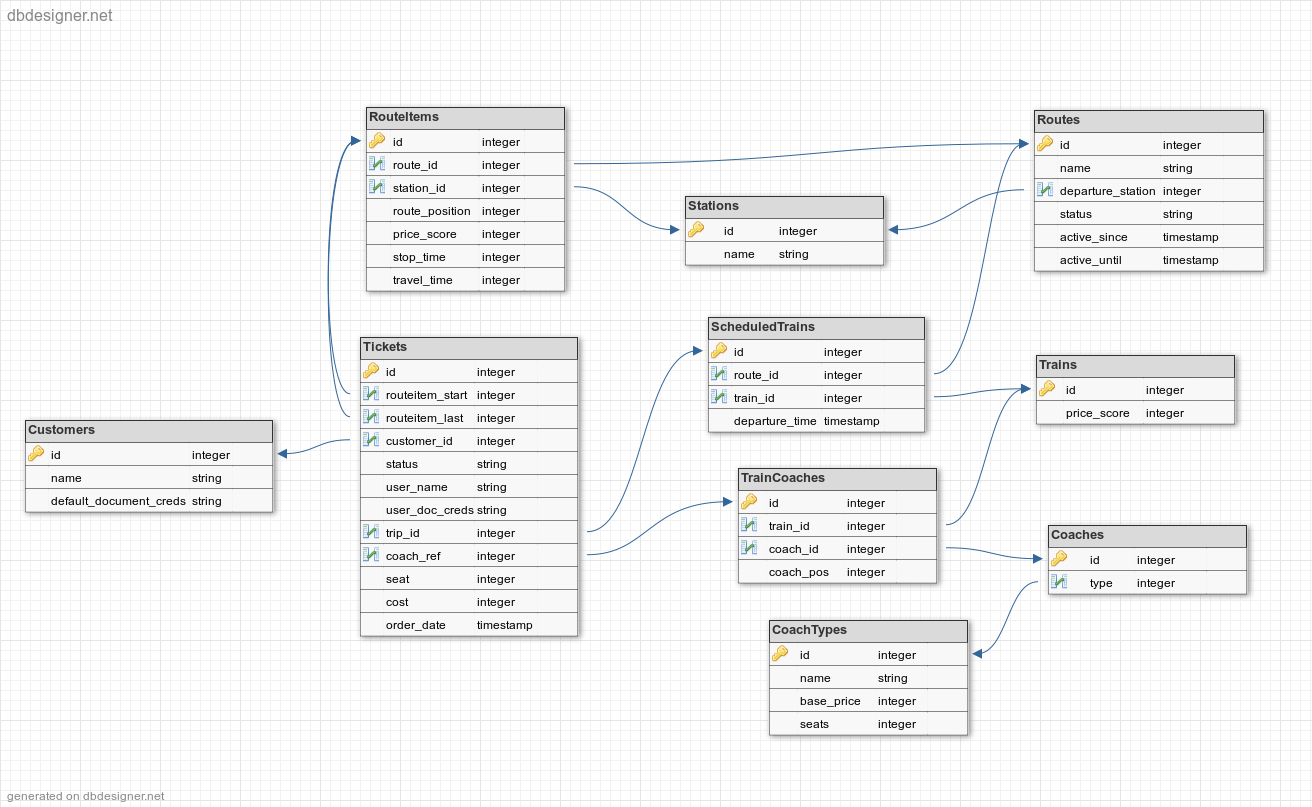 dbdesigner.net
RouteItems
id integer
route_id integer
station_id integer
route_position integer
price_score integer
stop_time integer
travel_time integer
Routes
id integer
name string
departure_station integer
status string
active_since timestamp
active_until timestamp
Stations
id integer
name string
ScheduledTrains
id integer
route_id integer
train_id integer
departure_time timestamp
Tickets
id integer
routeitem_start integer
routeitem_last integer
customer_id integer
status string
user_name string
user_doc_creds string
trip_id integer
coach_ref integer
seat integer
cost integer
order_date timestamp
Trains
id integer
price_score integer
Customers
id integer
name string
default_document_creds string
TrainCoaches
id integer
train_id integer
coach_id integer
coach_pos integer
Coaches
id integer
type integer
CoachTypes
id integer
name string
base_price integer
seats integer
generated on dbdesigner.net